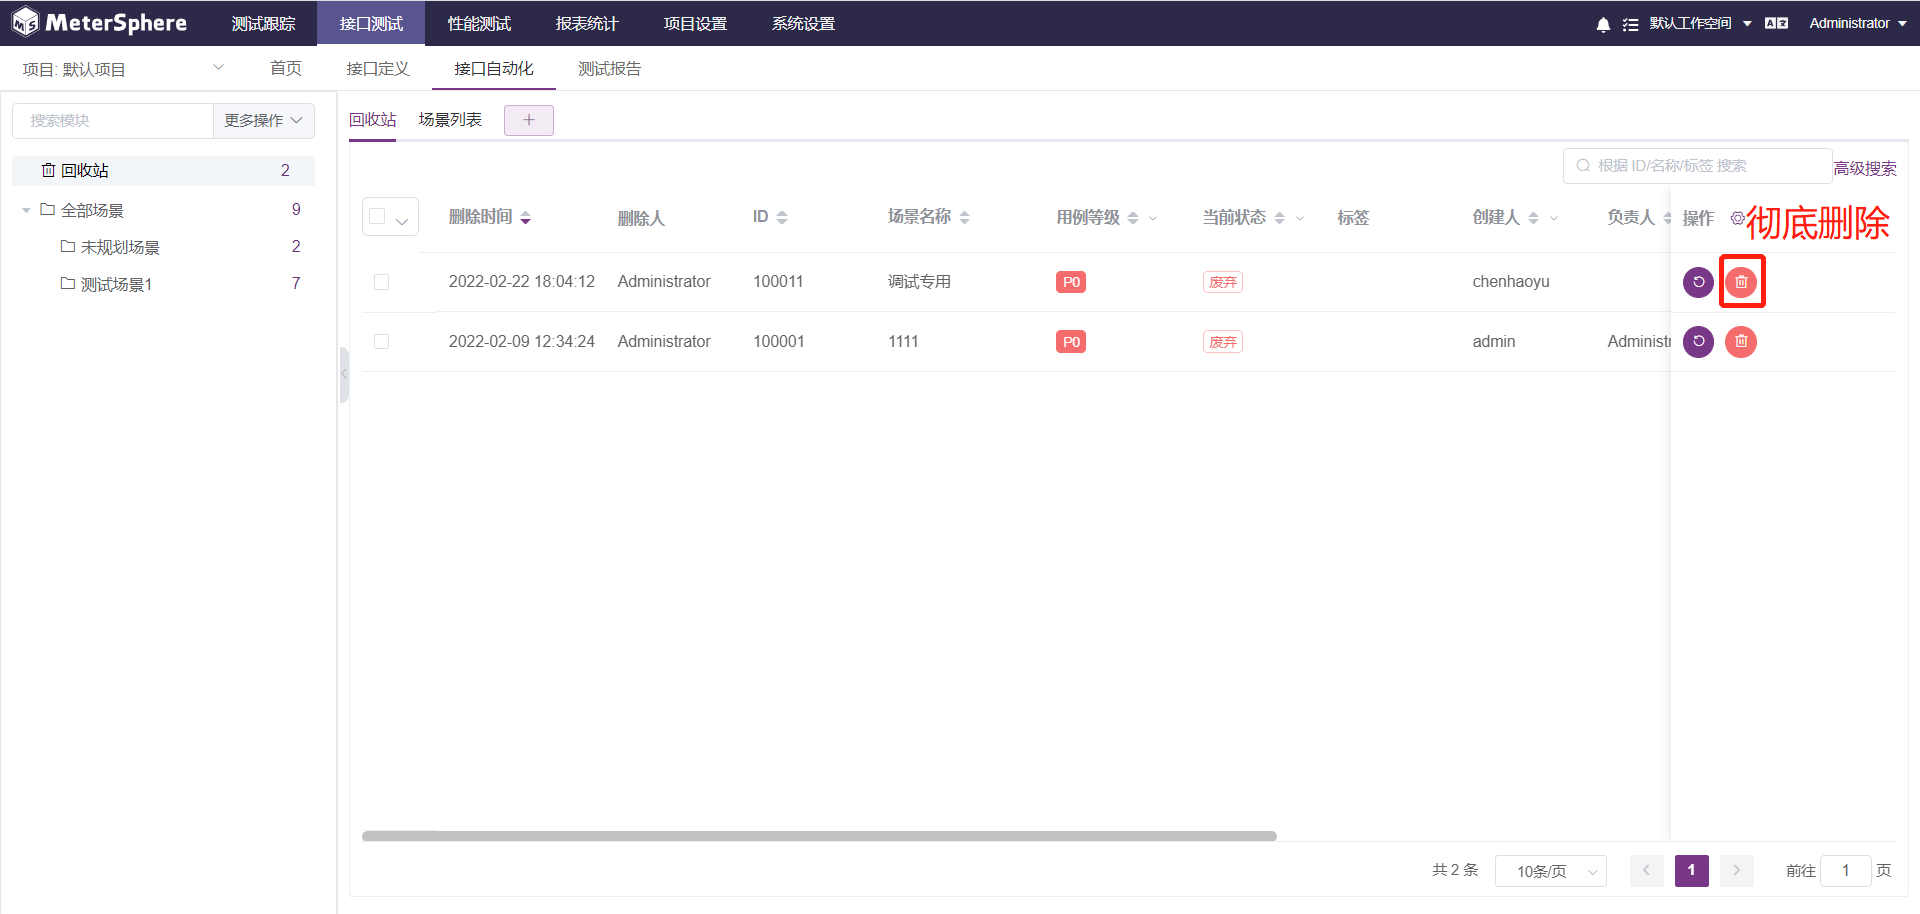 MeterSphere 测试跟踪 接口测试 性能测试 报表统计 项目设置 系统设置 默认工作空间 Administrator
项目: 默认项目 首页 接口定义 接口自动化 测试报告
搜索模块 更多操作
回收站 2
全部场景 9
未规划场景 2
测试场景1 7
回收站 场景列表 +
根据 ID/名称/标签 搜索 高级搜索
删除时间 删除人 ID 场景名称 用例等级 当前状态 标签 创建人 负责人 操作
彻底删除
2022-02-22 18:04:12 Administrator 100011 调试专用 P0 废弃 chenhaoyu
2022-02-09 12:34:24 Administrator 100001 1111 P0 废弃 admin Administr
共 2 条 10条/页 1 前往 1 页